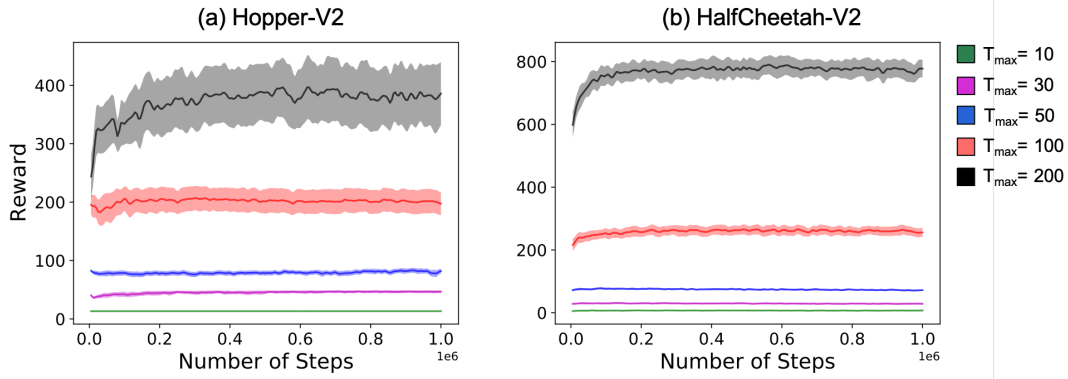 (a) Hopper-V2
(b) HalfCheetah-V2
Reward
400
300
200
100
0
0.0 0.2 0.4 0.6 0.8 1.0
1e6
Number of Steps
800
600
400
200
0
0.0 0.2 0.4 0.6 0.8 1.0
1e6
Number of Steps
Tmax= 10
Tmax= 30
Tmax= 50
Tmax= 100
Tmax= 200